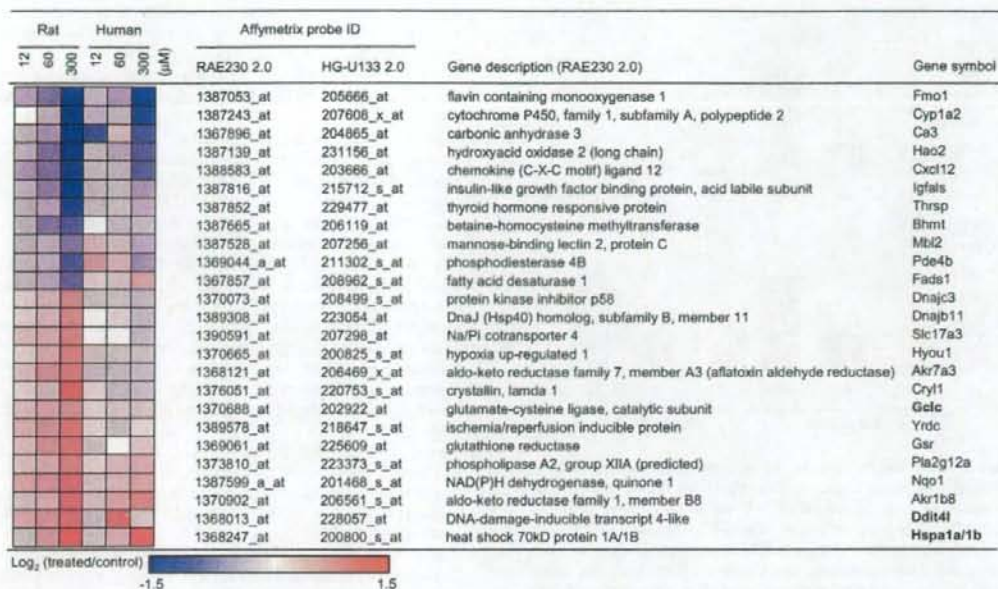 Rat Human Affymetrix probe ID
12 60 300 12 60 300 (μM) RAE230 2.0 HG-U133 2.0 Gene description (RAE230 2.0) Gene symbol
1387053_at 205666_at flavin containing monooxygenase 1 Fmo1
1387243_at 207608_x_at cytochrome P450, family 1, subfamily A, polypeptide 2 Cyp1a2
1367896_at 204865_at carbonic anhydrase 3 Ca3
1387139_at 231156_at hydroxyacid oxidase 2 (long chain) Hao2
1388583_at 203666_at chemokine (C-X-C motif) ligand 12 Cxcl12
1387816_at 215712_s_at insulin-like growth factor binding protein, acid labile subunit Igfals
1387852_at 229477_at thyroid hormone responsive protein Thrsp
1387665_at 206119_at betaine-homocysteine methyltransferase Bhmt
1387528_at 207256_at mannose-binding lectin 2, protein C Mbl2
1369044_a_at 211302_s_at phosphodiesterase 4B Pde4b
1367857_at 208962_s_at fatty acid desaturase 1 Fads1
1370073_at 208499_s_at protein kinase inhibitor p58 Dnajc3
1389308_at 223054_at DnaJ (Hsp40) homolog, subfamily B, member 11 Dnajb11
1390591_at 207298_at Na/Pi cotransporter 4 Slc17a3
1370665_at 200825_s_at hypoxia up-regulated 1 Hyou1
1368121_at 206469_x_at aldo-keto reductase family 7, member A3 (aflatoxin aldehyde reductase) Akr7a3
1376051_at 220753_s_at crystallin, lamda 1 Cryl1
1370688_at 202922_at glutamate-cysteine ligase, catalytic subunit Gclc
1389578_at 218647_s_at ischemia/reperfusion inducible protein Yrdc
1369061_at 225609_at glutathione reductase Gsr
1373810_at 223373_s_at phospholipase A2, group XIIA (predicted) Pla2g12a
1387599_a_at 201468_s_at NAD(P)H dehydrogenase, quinone 1 Nqo1
1370902_at 206561_s_at aldo-keto reductase family 1, member B8 Akr1b8
1368013_at 228057_at DNA-damage-inducible transcript 4-like Ddit4l
1368247_at 200800_s_at heat shock 70kD protein 1A/1B Hspa1a/1b
Log₂ (treated/control)
-1.5 1.5